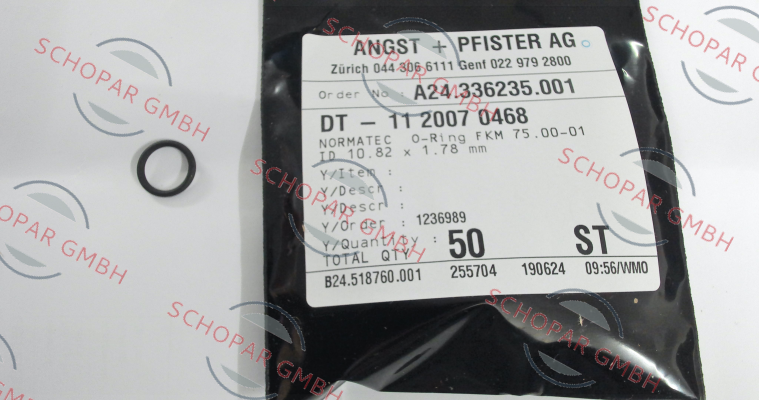 ANGST + PFISTER AG
Zürich 044 306 6111 Genf 022 979 2800
Order No : A24.336235.001
DT - 11 2007 0468
NORMATEC O-Ring FKM 75.00-01
ID 10.82 x 1.78 mm
Y/Item :
Y/Descr :
Y/Descr :
Y/Order : 1236989
Y/Quantity :
TOTAL QTY 50 ST
B24.518760.001 255704 190624 09:56/WMO
SCHOPAR GMBH
SCHOPAR GMBH
SCHOPAR GMBH
SCHOPAR GMBH
SCHOPAR GMBH
SCHOPAR GMBH
SCHOPAR GMBH